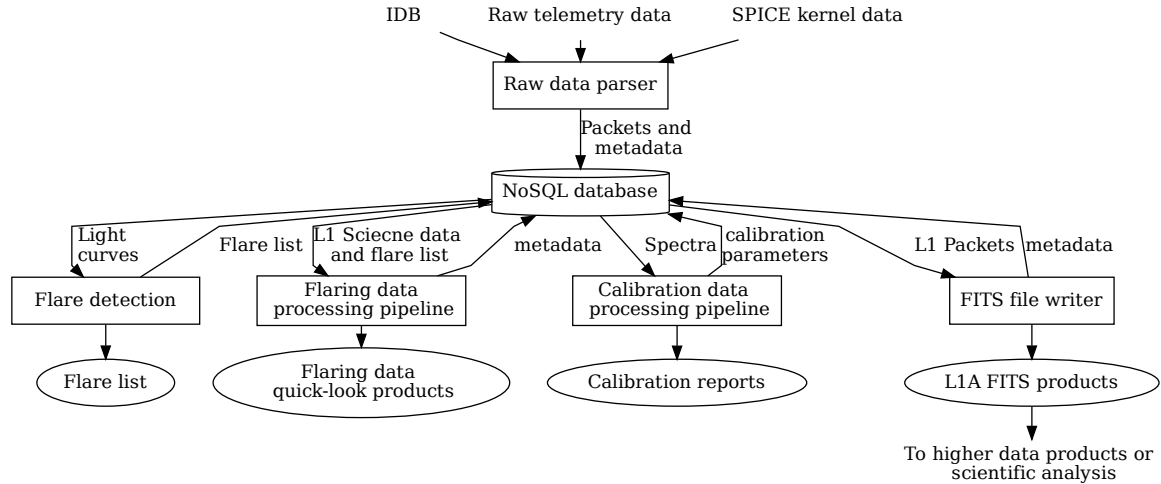 IDB
Raw telemetry data
SPICE kernel data
Raw data parser
Packets and
metadata
NoSQL database
Light
curves
Flare list
L1 Sciecne data
and flare list
metadata
Spectra
calibration
parameters
L1 Packets
metadata
Flare detection
Flaring data
processing pipeline
Calibration data
processing pipeline
FITS file writer
Flare list
Flaring data
quick-look products
Calibration reports
L1A FITS products
To higher data products or
scientific analysis